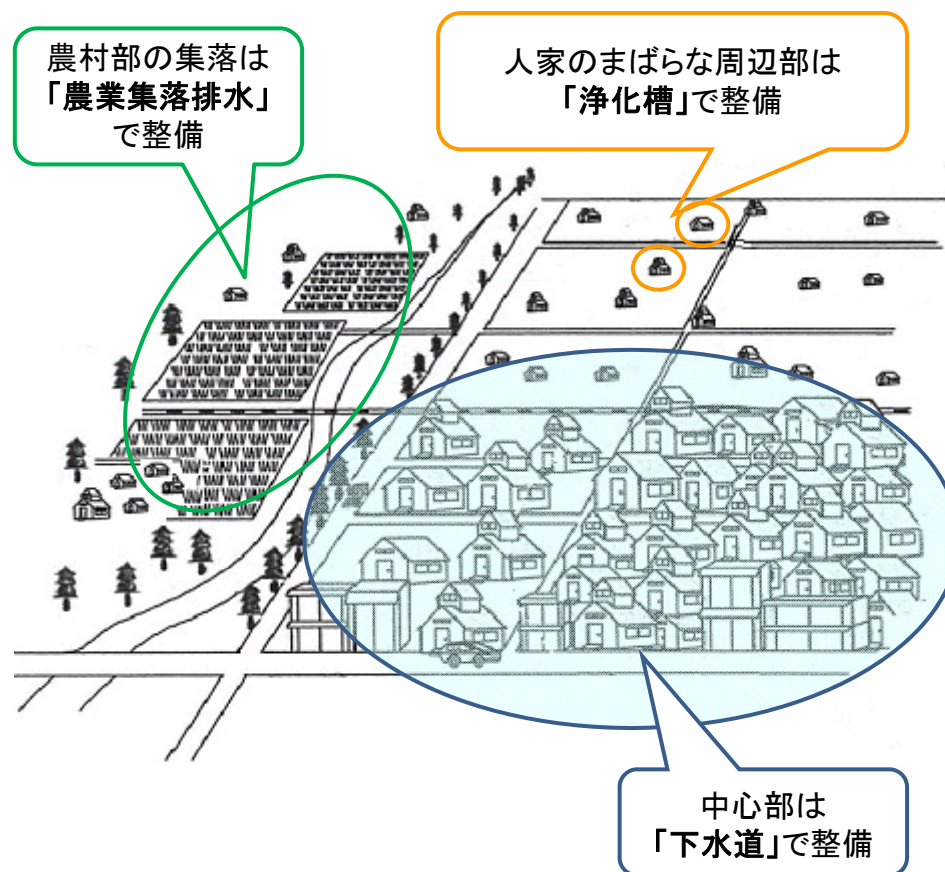 農村部の集落は
「農業集落排水」
で整備
人家のまばらな周辺部は
「浄化槽」で整備
中心部は
「下水道」で整備